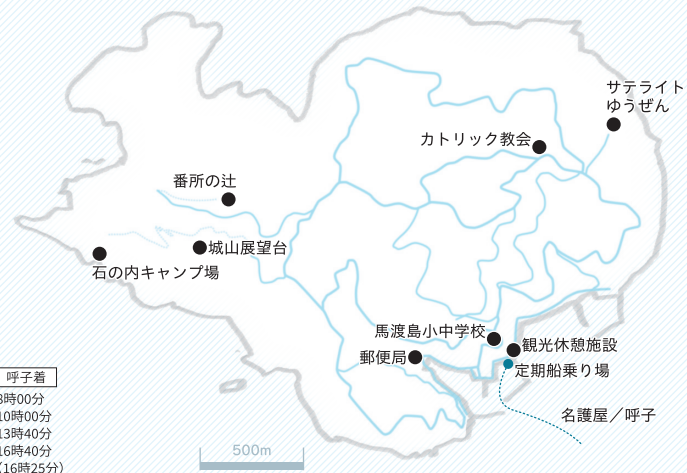 サテライト
ゆうぜん
カトリック教会
番所の辻
城山展望台
石の内キャンプ場
馬渡島小中学校
観光休憩施設
郵便局
定期船乗り場
名護屋／呼子
呼子着
8時00分
10時00分
13時40分
16時40分
(16時25分)
500m